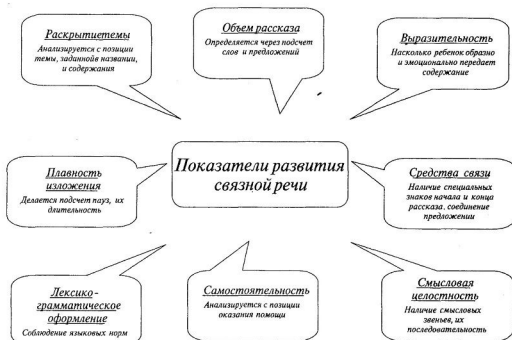 Раскрытиетемы
Анализируется с позиции
темы, заданнойв названии,
и содержания
Объем рассказа
Определяется через подсчет
слов и предложений
Выразительность
Насколько ребенок образно
и эмоционально передает
содержание
Плавность
изложения
Делается подсчет пауз, их
длительность
Показатели развития
связной речи
Средства связи
Наличие специальных
знаков начала и конца
рассказа, соединение
предложении
Лексико-
грамматическое
оформление
Соблюдение языковых норм
Самостоятельность
Анализируется с позиции
оказания помощи
Смысловая
целостность
Наличие смысловых
звеньев, их
последовательность